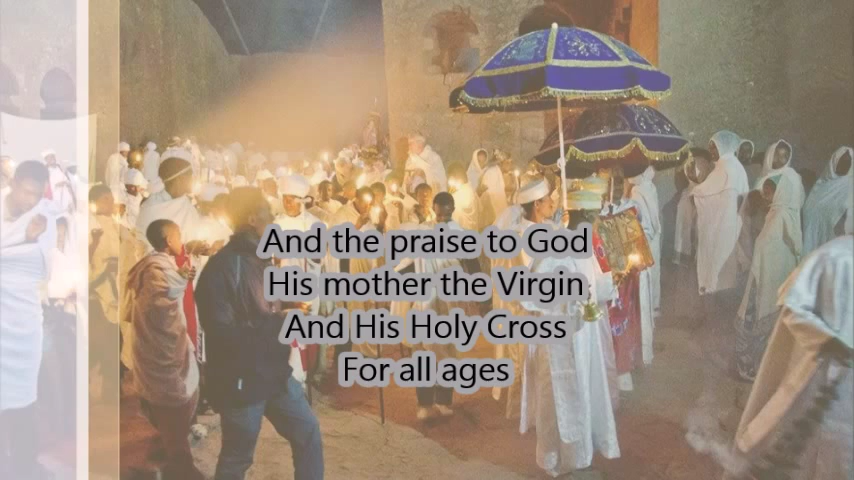 And the praise to God
His mother the Virgin
And His Holy Cross
For all ages